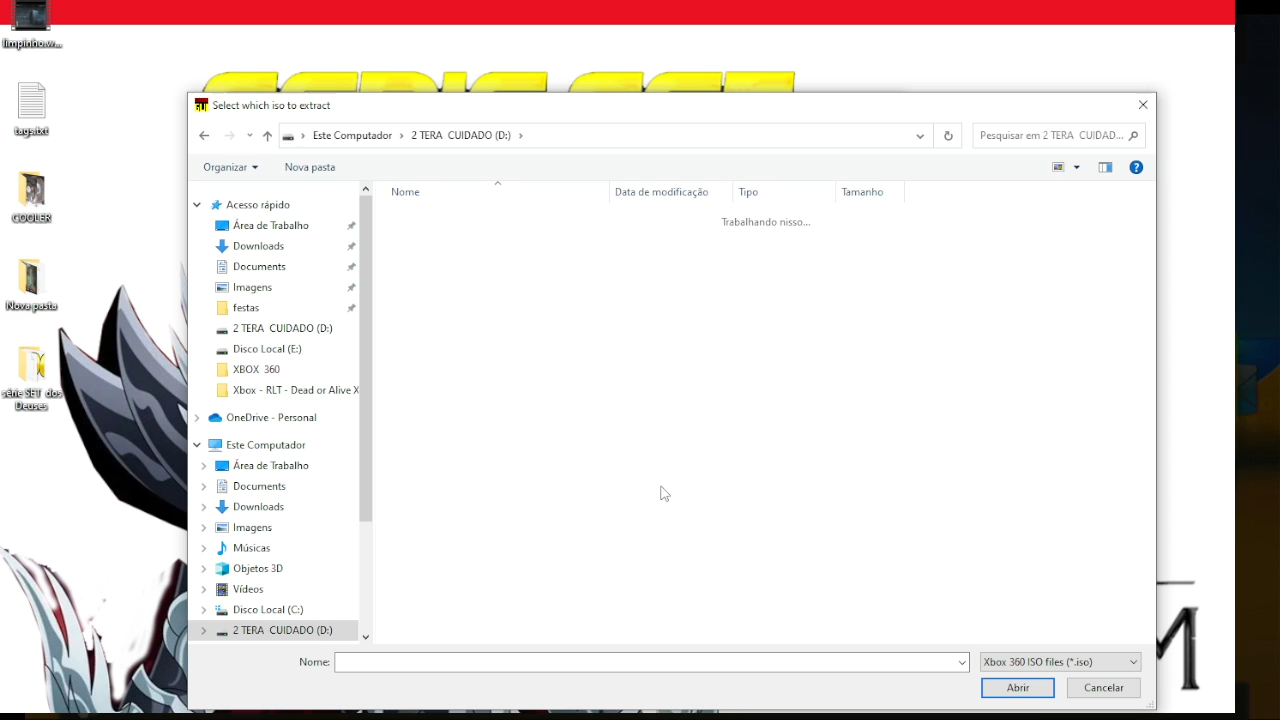 limpinho.w...
tags.txt
COOLER
Nova pasta
série SET dos
Deuses
Select which iso to extract
Este Computador
2 TERA CUIDADO (D:)
Pesquisar em 2 TERA CUIDAD...
Organizar
Nova pasta
Nome
Data de modificação
Tipo
Tamanho
Trabalhando nisso...
Acesso rápido
Área de Trabalho
Downloads
Documents
Imagens
festas
2 TERA CUIDADO (D:)
Disco Local (E:)
XBOX 360
Xbox - RLT - Dead or Alive X
OneDrive - Personal
Este Computador
Área de Trabalho
Documents
Downloads
Imagens
Músicas
Objetos 3D
Vídeos
Disco Local (C:)
2 TERA CUIDADO (D:)
Nome:
Xbox 360 ISO files (*.iso)
Abrir
Cancelar